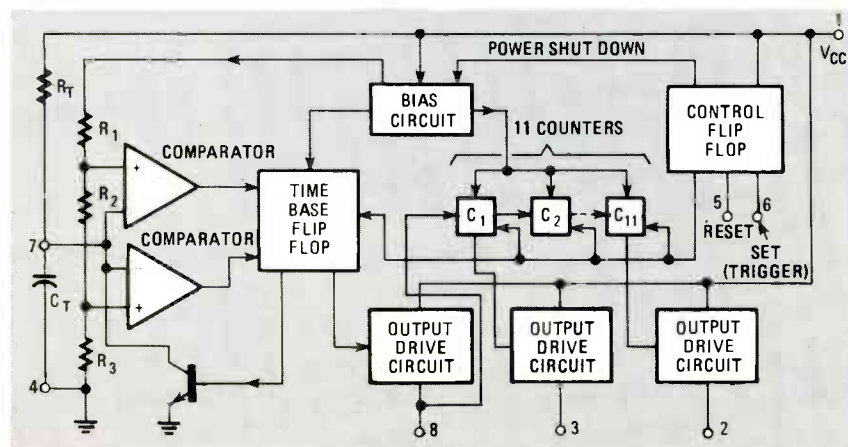 1
V_CC
POWER SHUT DOWN
R_T
BIAS
CIRCUIT
CONTROL
FLIP
FLOP
R_1
COMPARATOR
11 COUNTERS
TIME
BASE
FLIP
FLOP
R_2
C_1
C_2
C_11
5
6
RESET
SET
(TRIGGER)
7
COMPARATOR
C_T
OUTPUT
DRIVE
CIRCUIT
OUTPUT
DRIVE
CIRCUIT
OUTPUT
DRIVE
CIRCUIT
R_3
4
8
3
2
+
+
-